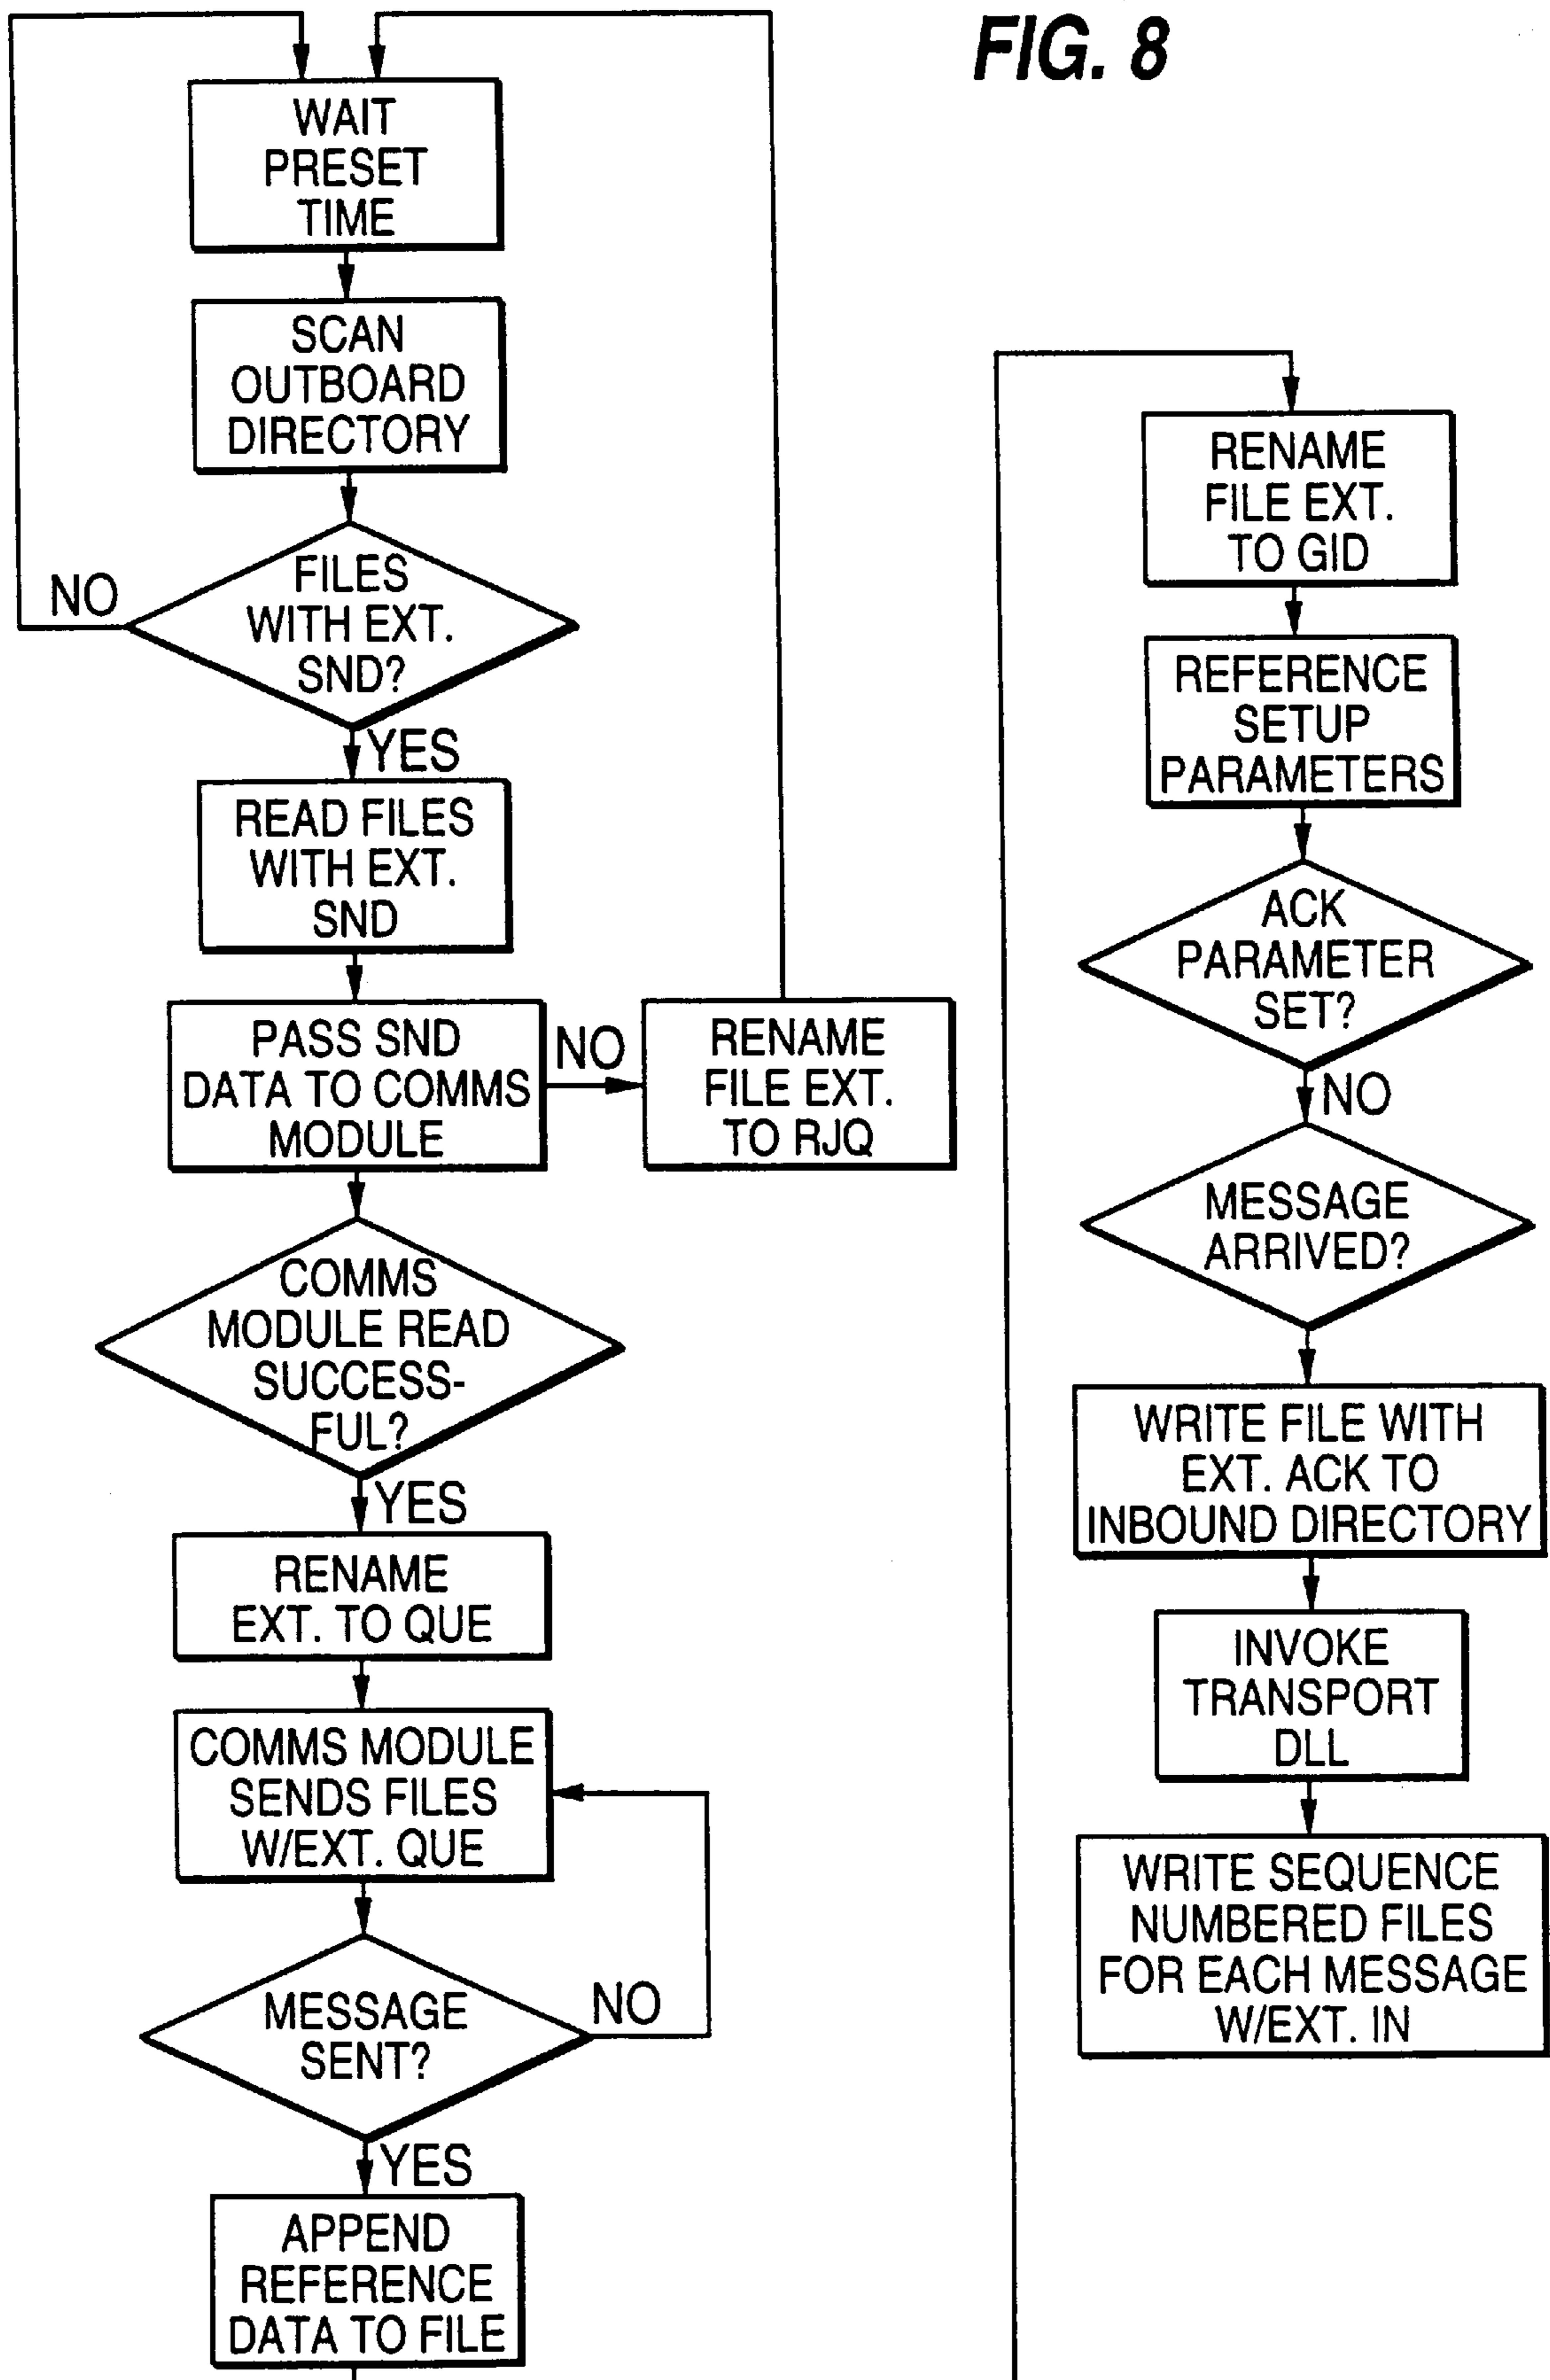 FIG. 8
WAIT
PRESET
TIME
SCAN
OUTBOARD
DIRECTORY
FILES
WITH EXT.
SND?
NO
YES
READ FILES
WITH EXT.
SND
PASS SND
DATA TO COMMS
MODULE
NO
RENAME
FILE EXT.
TO RJQ
COMMS
MODULE READ
SUCCESS-
FUL?
YES
RENAME
EXT. TO QUE
COMMS MODULE
SENDS FILES
W/EXT. QUE
MESSAGE
SENT?
NO
YES
APPEND
REFERENCE
DATA TO FILE
RENAME
FILE EXT.
TO GID
REFERENCE
SETUP
PARAMETERS
ACK
PARAMETER
SET?
NO
MESSAGE
ARRIVED?
WRITE FILE WITH
EXT. ACK TO
INBOUND DIRECTORY
INVOKE
TRANSPORT
DLL
WRITE SEQUENCE
NUMBERED FILES
FOR EACH MESSAGE
W/EXT. IN